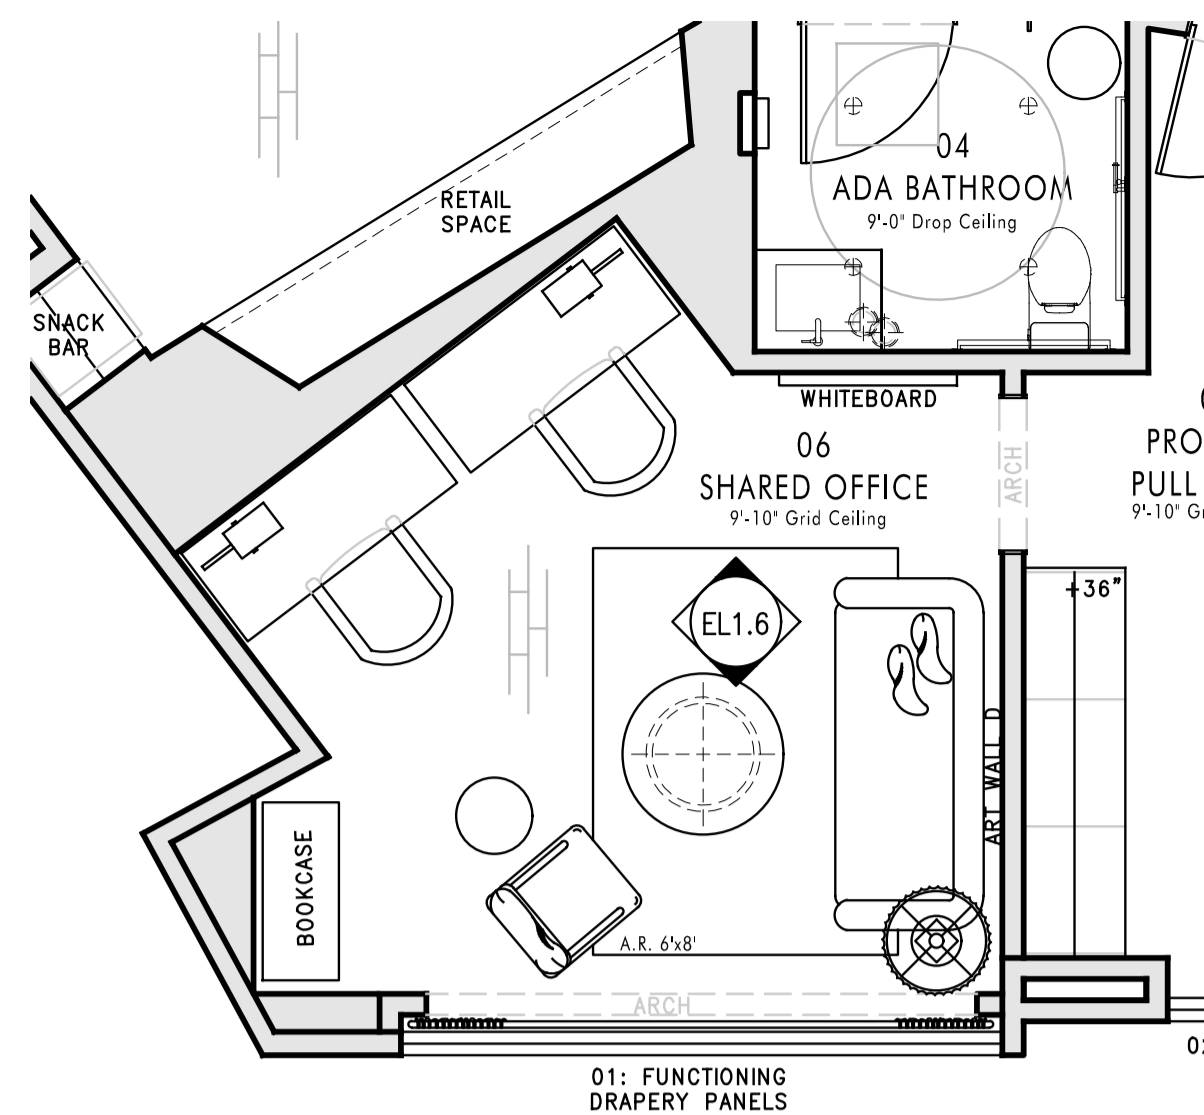 RETAIL
SPACE
04
ADA BATHROOM
9'-0" Drop Ceiling
SNACK
BAR
WHITEBOARD
06
SHARED OFFICE
9'-10" Grid Ceiling
ARCH
PRO
PULL
9'-10" Gr
+36"
EL1.6
ART WALL D
BOOKCASE
A.R. 6'x8'
ARCH
01: FUNCTIONING
DRAPERY PANELS